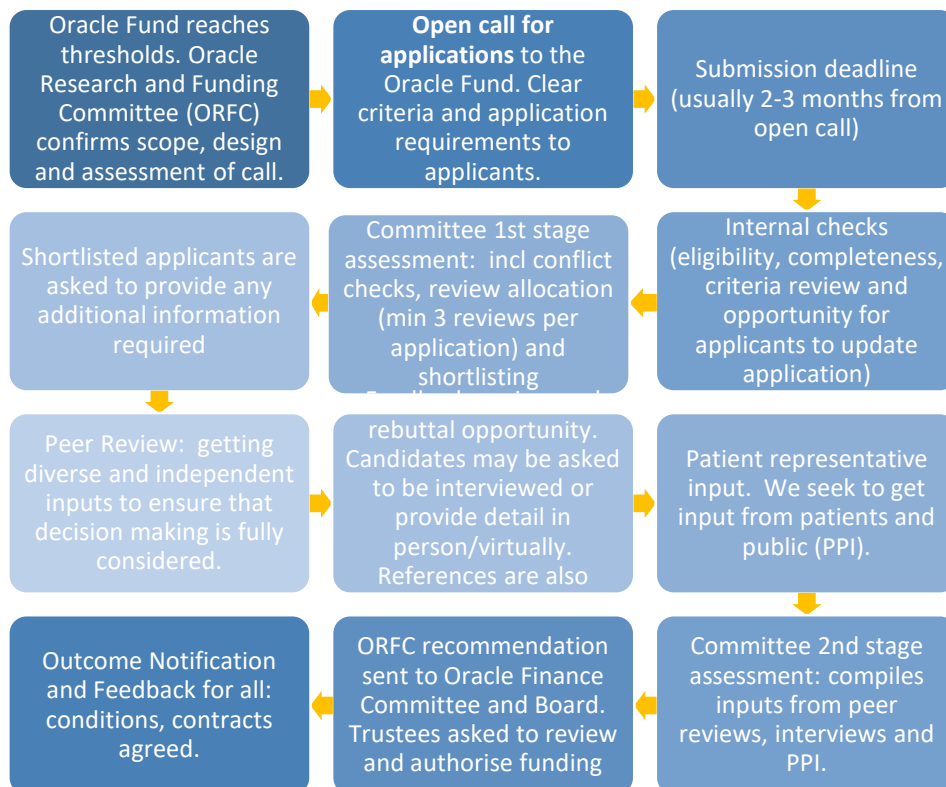 Oracle Fund reaches
thresholds. Oracle
Research and Funding
Committee (ORFC)
confirms scope, design
and assessment of call.
Open call for
applications to the
Oracle Fund. Clear
criteria and application
requirements to
applicants.
Submission deadline
(usually 2-3 months from
open call)
Internal checks
(eligibility, completeness,
criteria review and
opportunity for
applicants to update
application)
Committee 1st stage
assessment: incl conflict
checks, review allocation
(min 3 reviews per
application) and
shortlisting
Shortlisted applicants are
asked to provide any
additional information
required
Peer Review: getting
diverse and independent
inputs to ensure that
decision making is fully
considered.
rebuttal opportunity.
Candidates may be asked
to be interviewed or
provide detail in
person/virtually.
References are also
Patient representative
input. We seek to get
input from patients and
public (PPI).
Committee 2nd stage
assessment: compiles
inputs from peer
reviews, interviews and
PPI.
ORFC recommendation
sent to Oracle Finance
Committee and Board.
Trustees asked to review
and authorise funding
Outcome Notification
and Feedback for all:
conditions, contracts
agreed.